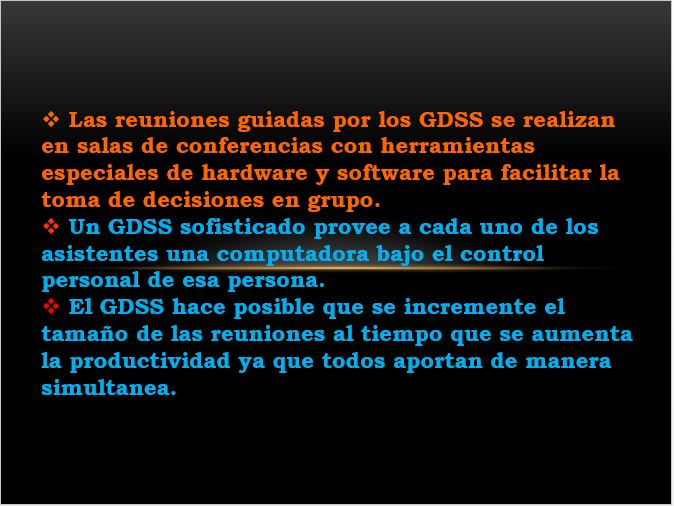 ❖ Las reuniones guiadas por los GDSS se realizan
en salas de conferencias con herramientas
especiales de hardware y software para facilitar la
toma de decisiones en grupo.
❖ Un GDSS sofisticado provee a cada uno de los
asistentes una computadora bajo el control
personal de esa persona.
❖ El GDSS hace posible que se incremente el
tamaño de las reuniones al tiempo que se aumenta
la productividad ya que todos aportan de manera
simultanea.